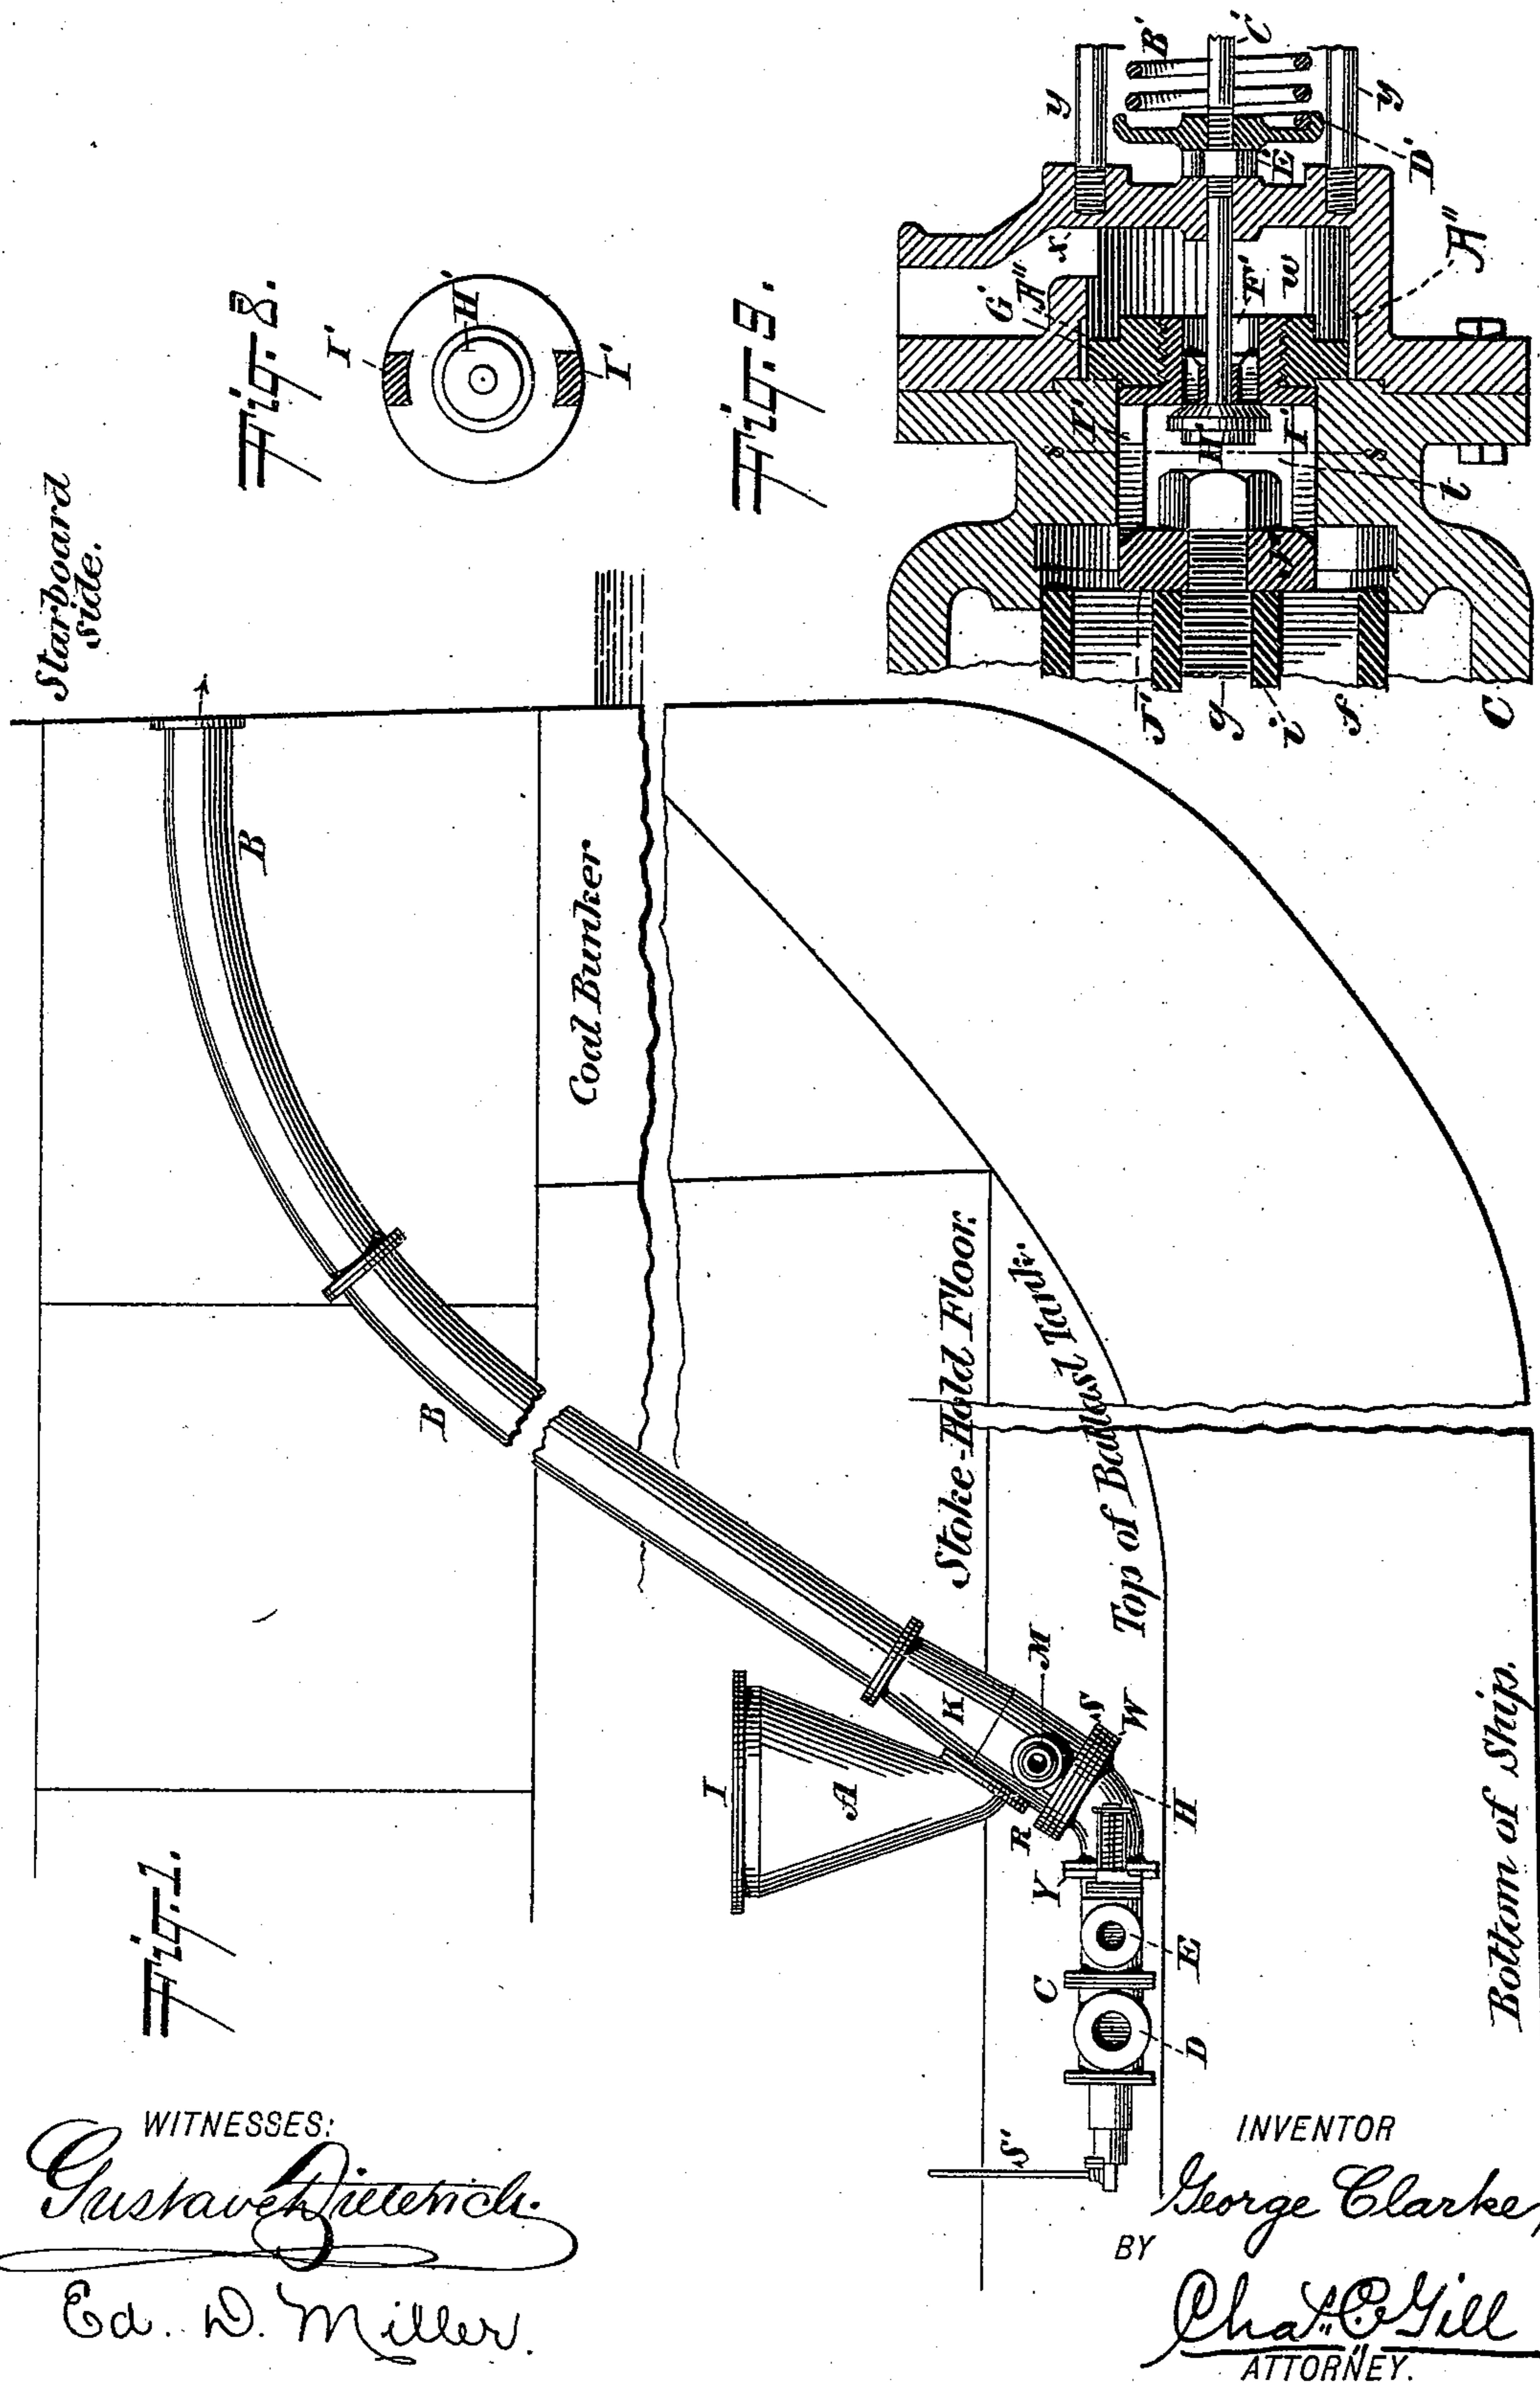 Fig. 1.
Starboard
Side.
B
B
Coal Bunker
Stoke-Hold Floor.
Top of Ballast Tank.
Bottom of Ship.
I
A
K
M
R
S
W
H
Y
C
E
D
S'
Fig. 8.
I'
H'
I'
Fig. 9.
y
B'
C'
y
D'
E'
x
G'
A''
F'
w
A''
I'
s
H'
I'
s
t
J'
g
i
f
C
WITNESSES:
Gustave Dieterich.
Ed. D. Miller.
INVENTOR
George Clarke,
BY
Chas. C. Gill
ATTORNEY.